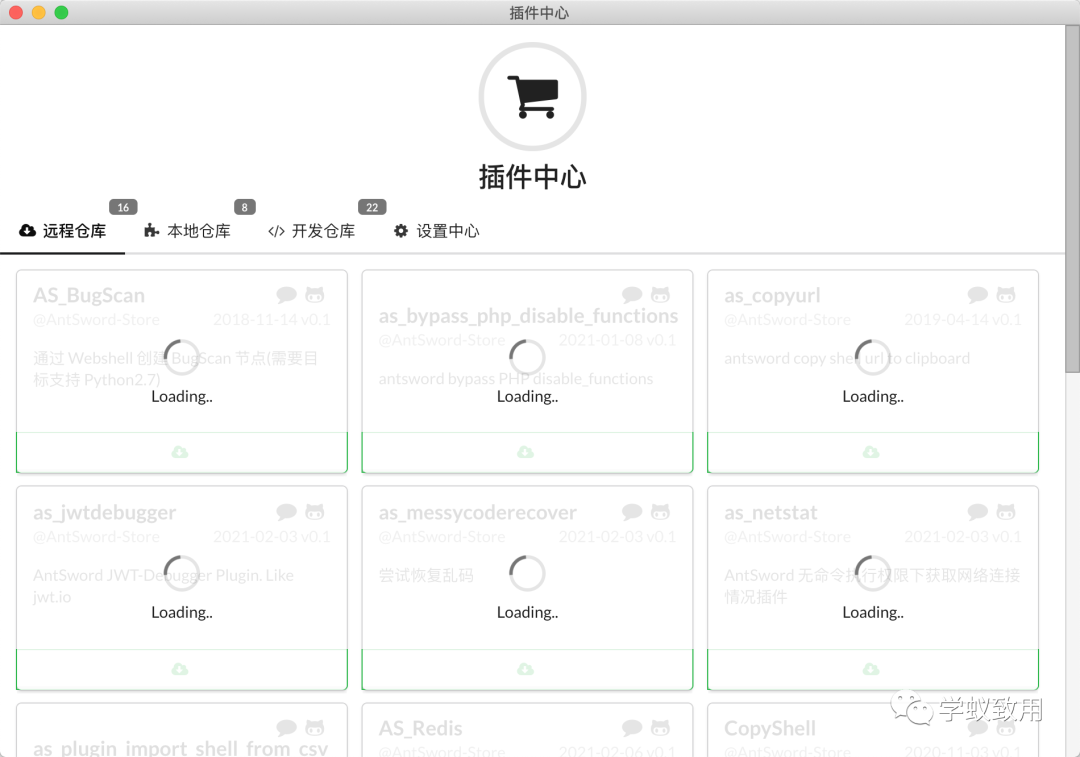 插件中心
插件中心
16
8
22
远程仓库
本地仓库
开发仓库
设置中心
AS_BugScan
@AntSword-Store
2018-11-14 v0.1
通过 Webshell 创建 BugScan 节点(需要目
标支持 Python2.7)
Loading..
as_bypass_php_disable_functions
@AntSword-Store
2021-01-08 v0.1
antsword bypass PHP disable_functions
Loading..
as_copyurl
@AntSword-Store
2019-04-14 v0.1
antsword copy shell url to clipboard
Loading..
as_jwtdebugger
@AntSword-Store
2021-02-03 v0.1
AntSword JWT-Debugger Plugin. Like
jwt.io
Loading..
as_messycoderecover
@AntSword-Store
2021-02-03 v0.1
尝试恢复乱码
Loading..
as_netstat
@AntSword-Store
2021-02-03 v0.1
AntSword 无命令执行权限下获取网络连接
情况插件
Loading..
as_plugin_import_shell_from_csv
AS_Redis
@AntSword-Store
2021-02-06 v0.1
CopyShell
@AntSword-Store
2020-11-03 v0.1
学蚁致用